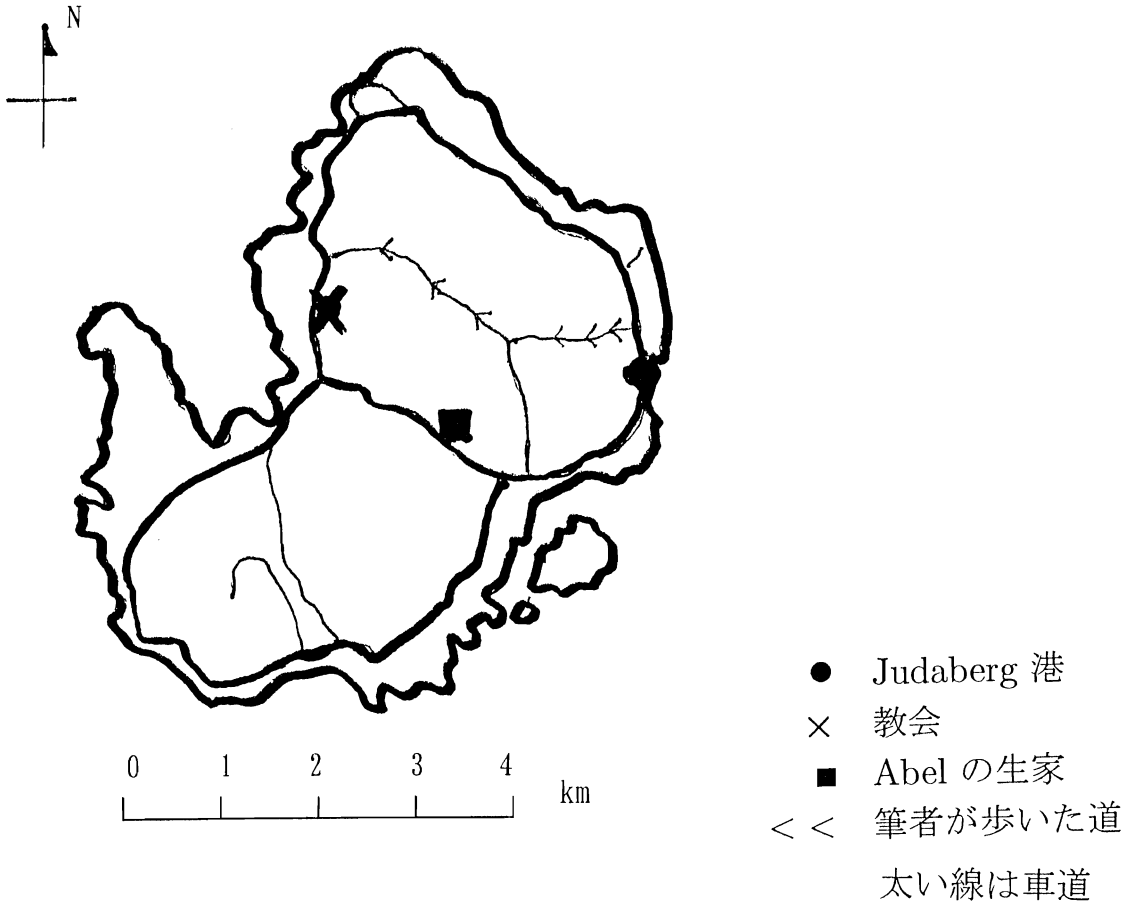 N
0 1 2 3 4
km
● Judaberg 港
× 教会
■ Abel の生家
< < 筆者が歩いた道
太い線は車道